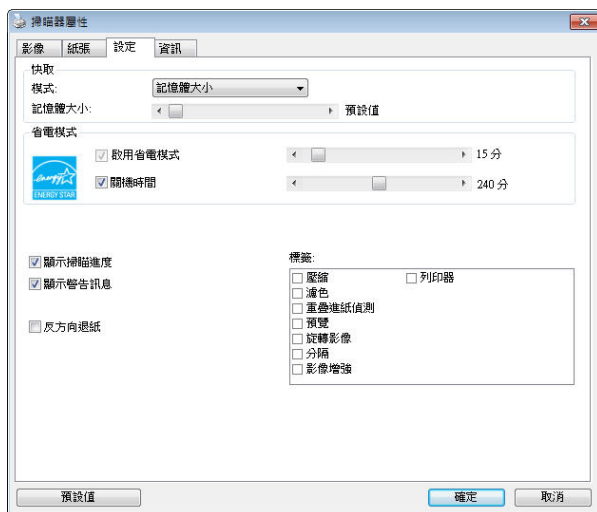 掃瞄器屬性
影像 紙張 設定 資訊
快取
模式: 記憶體大小
記憶體大小: 預設值
省電模式
啟用省電模式 15 分
關機時間 240 分
energy
ENERGY STAR
顯示掃瞄進度
顯示警告訊息
反方向退紙
標籤:
壓縮 列印器
濾色
重疊進紙偵測
預覽
旋轉影像
分隔
影像增強
預設值 確定 取消